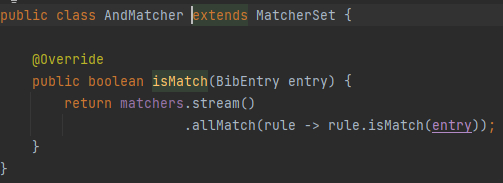 public class AndMatcher extends MatcherSet {
@Override
public boolean isMatch(BibEntry entry) {
return matchers.stream()
.allMatch(rule -> rule.isMatch(entry));
}
}